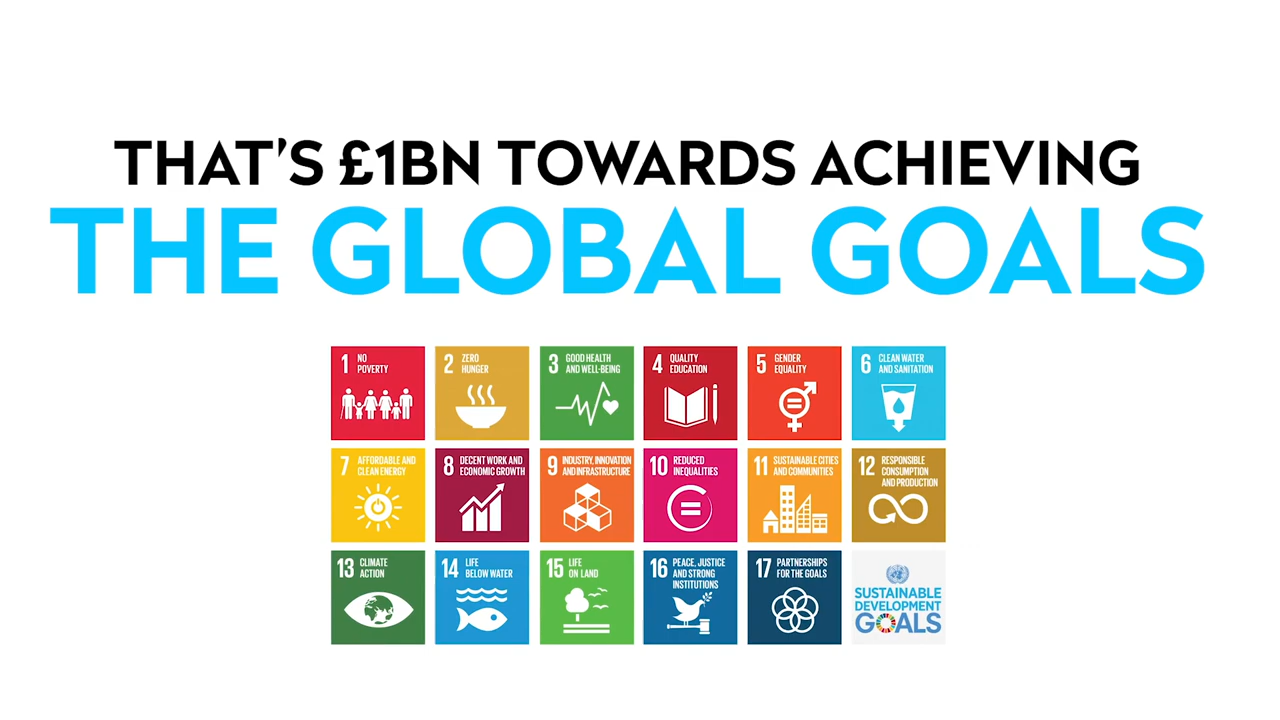 THAT'S £1BN TOWARDS ACHIEVING
THE GLOBAL GOALS
1 NO
POVERTY
2 ZERO
HUNGER
3 GOOD HEALTH
AND WELL-BEING
4 QUALITY
EDUCATION
5 GENDER
EQUALITY
6 CLEAN WATER
AND SANITATION
7 AFFORDABLE AND
CLEAN ENERGY
8 DECENT WORK AND
ECONOMIC GROWTH
9 INDUSTRY, INNOVATION
AND INFRASTRUCTURE
10 REDUCED
INEQUALITIES
11 SUSTAINABLE CITIES
AND COMMUNITIES
12 RESPONSIBLE
CONSUMPTION
AND PRODUCTION
13 CLIMATE
ACTION
14 LIFE
BELOW WATER
15 LIFE
ON LAND
16 PEACE, JUSTICE
AND STRONG
INSTITUTIONS
17 PARTNERSHIPS
FOR THE GOALS
SUSTAINABLE
DEVELOPMENT
GOALS